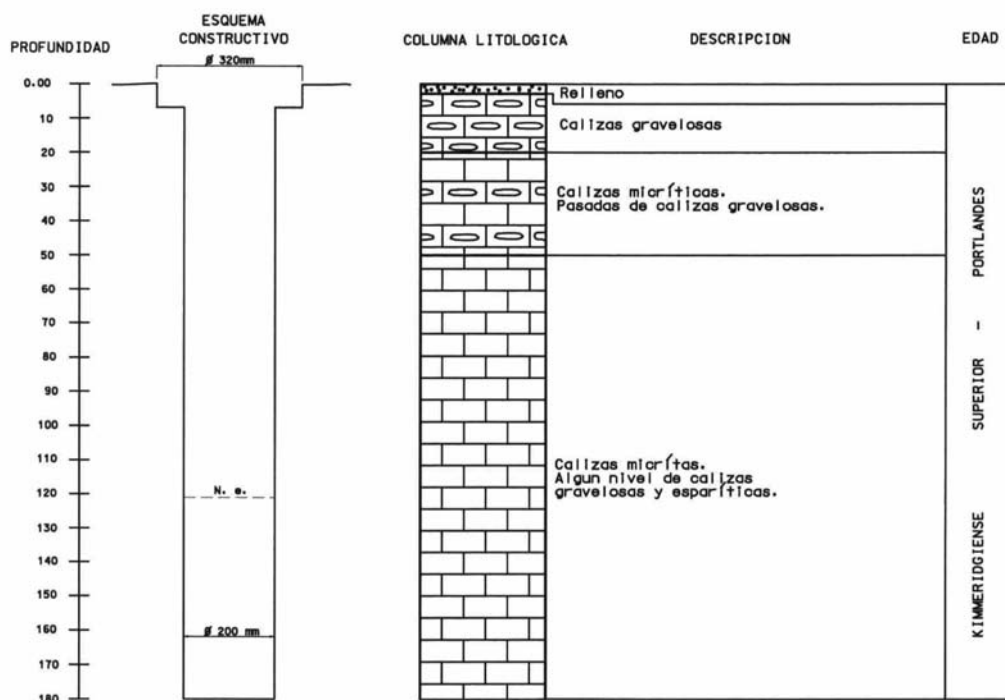 PROFUNDIDAD
ESQUEMA
CONSTRUCTIVO
COLUMNA LITOLOGICA
DESCRIPCION
EDAD
Ø 320mm
0.00
10
20
30
40
50
60
70
80
90
100
110
120
130
140
150
160
170
180
N. e.
Ø 200 mm
Relleno
Calizas gravelosas
Calizas micríticas.
Pasadas de calizas gravelosas.
Calizas micrítas.
Algun nivel de calizas
gravelosas y esparíticas.
KIMMERIDGIENSE SUPERIOR - PORTLANDES